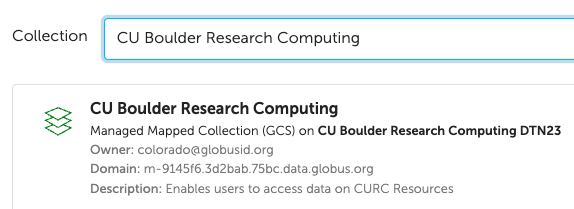 Collection
CU Boulder Research Computing
CU Boulder Research Computing
Managed Mapped Collection (GCS) on CU Boulder Research Computing DTN23
Owner: colorado@globusid.org
Domain: m-9145f6.3d2bab.75bc.data.globus.org
Description: Enables users to access data on CURC Resources